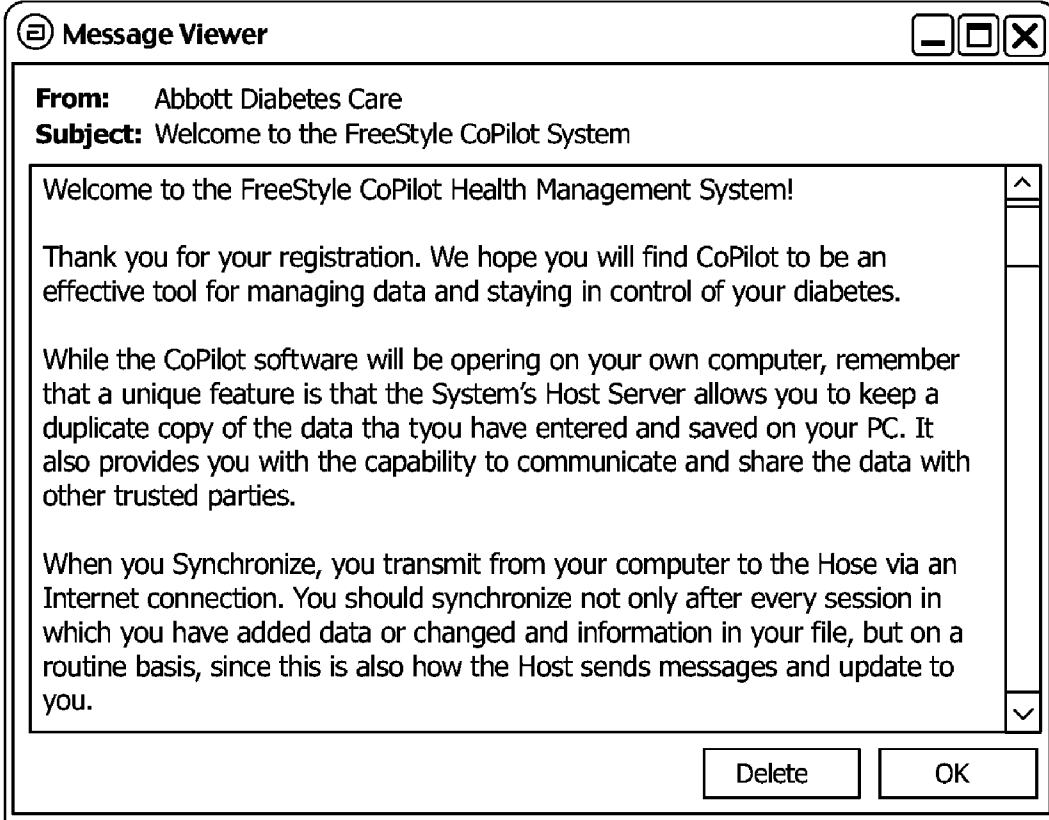 Message Viewer
From: Abbott Diabetes Care
Subject: Welcome to the FreeStyle CoPilot System
Welcome to the FreeStyle CoPilot Health Management System!
Thank you for your registration. We hope you will find CoPilot to be an
effective tool for managing data and staying in control of your diabetes.
While the CoPilot software will be opering on your own computer, remember
that a unique feature is that the System's Host Server allows you to keep a
duplicate copy of the data tha tyou have entered and saved on your PC. It
also provides you with the capability to communicate and share the data with
other trusted parties.
When you Synchronize, you transmit from your computer to the Hose via an
Internet connection. You should synchronize not only after every session in
which you have added data or changed and information in your file, but on a
routine basis, since this is also how the Host sends messages and update to
you.
Delete OK